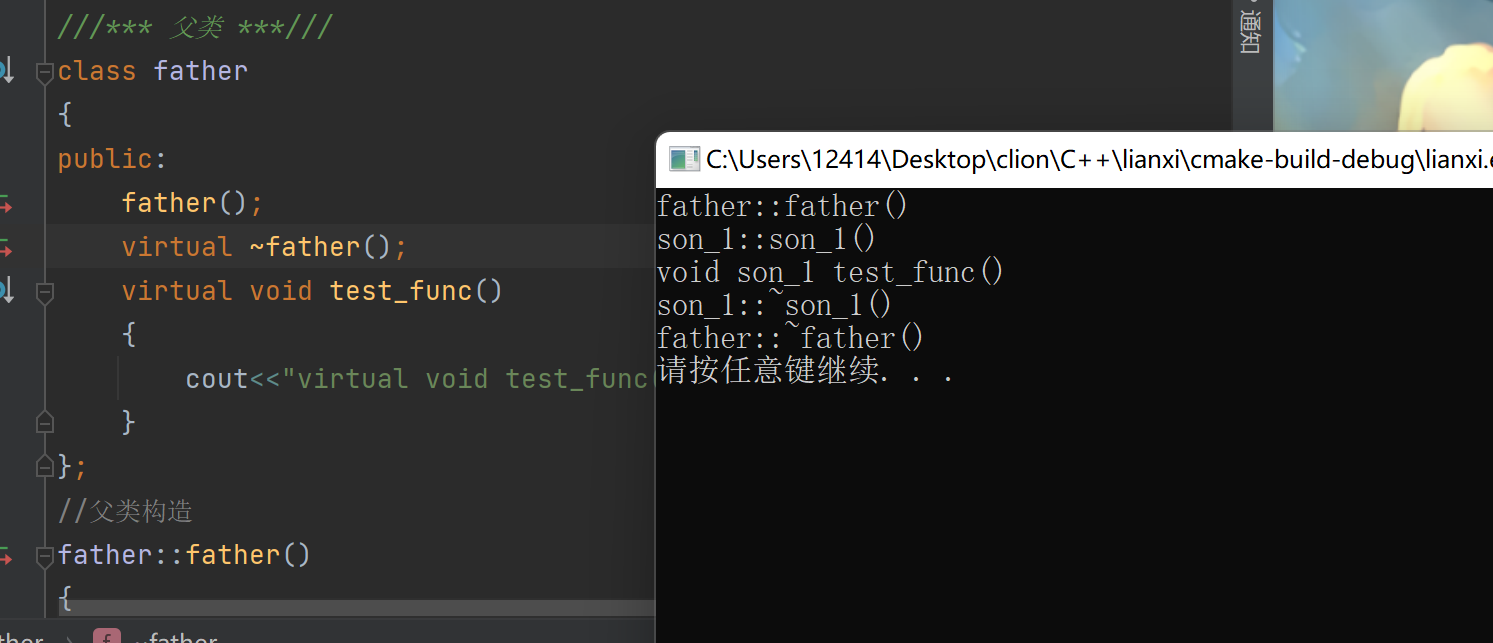 ///*** 父类 ***///
class father
{
public:
father();
virtual ~father();
virtual void test_func()
{
cout<<"virtual void test_func
}
};
//父类构造
father::father()
{
f ~father
通知
C:\Users\12414\Desktop\clion\C++\lianxi\cmake-build-debug\lianxi.e
father::father()
son_1::son_1()
void son_1 test_func()
son_1::~son_1()
father::~father()
请按任意键继续. . .